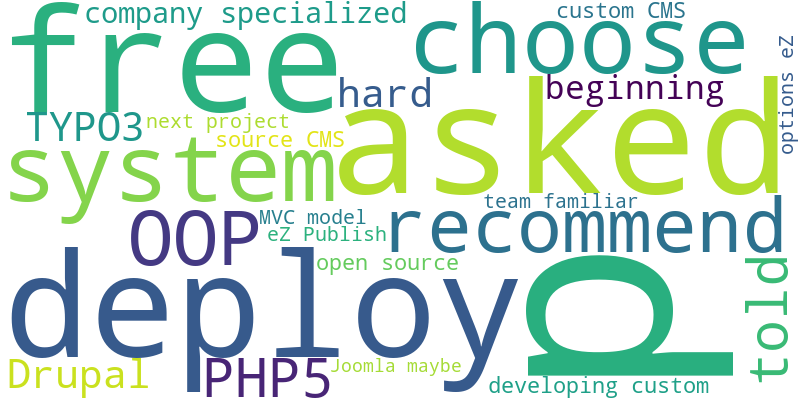 company specialized
custom CMS
free
choose
options eZ
hard
beginning
TYPO3
next project
source CMS
asked
system
team familiar
OOP
MVC model
recommend
eZ Publish
open source
deploy
d
told
Drupal
PHP5
Joomla maybe
developing custom